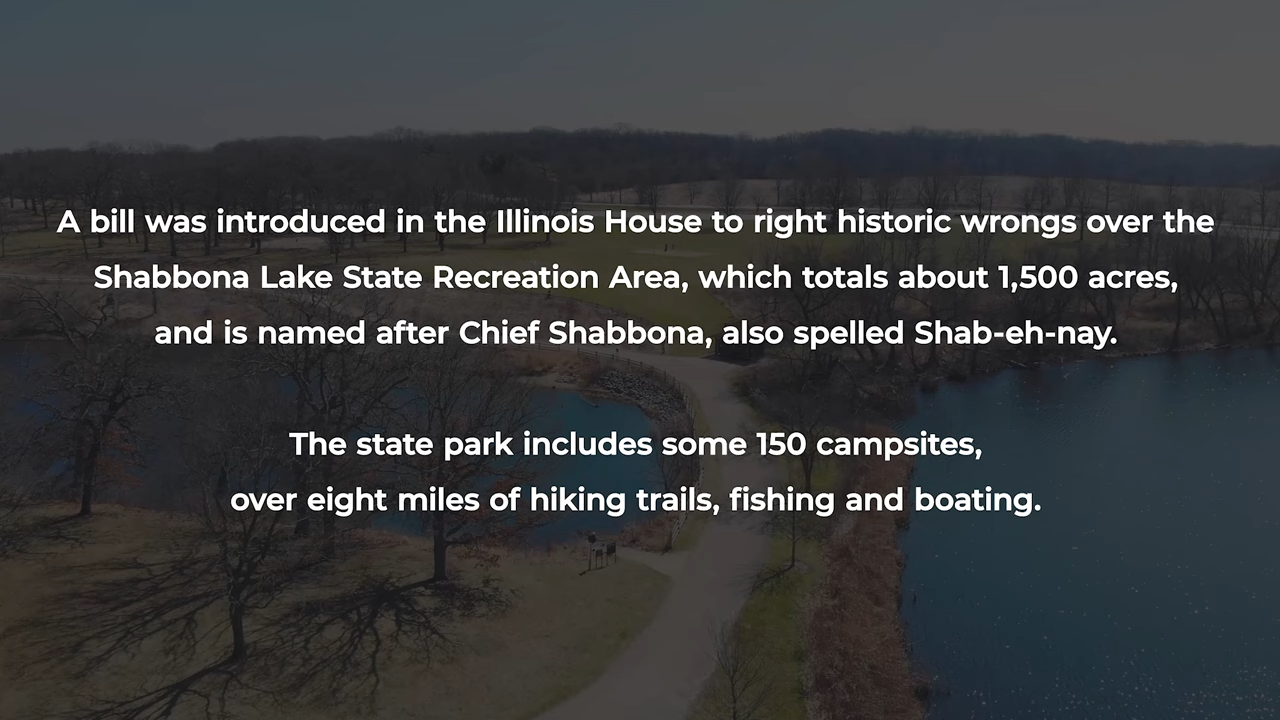 A bill was introduced in the Illinois House to right historic wrongs over the
Shabbona Lake State Recreation Area, which totals about 1,500 acres,
and is named after Chief Shabbona, also spelled Shab-eh-nay.
The state park includes some 150 campsites,
over eight miles of hiking trails, fishing and boating.